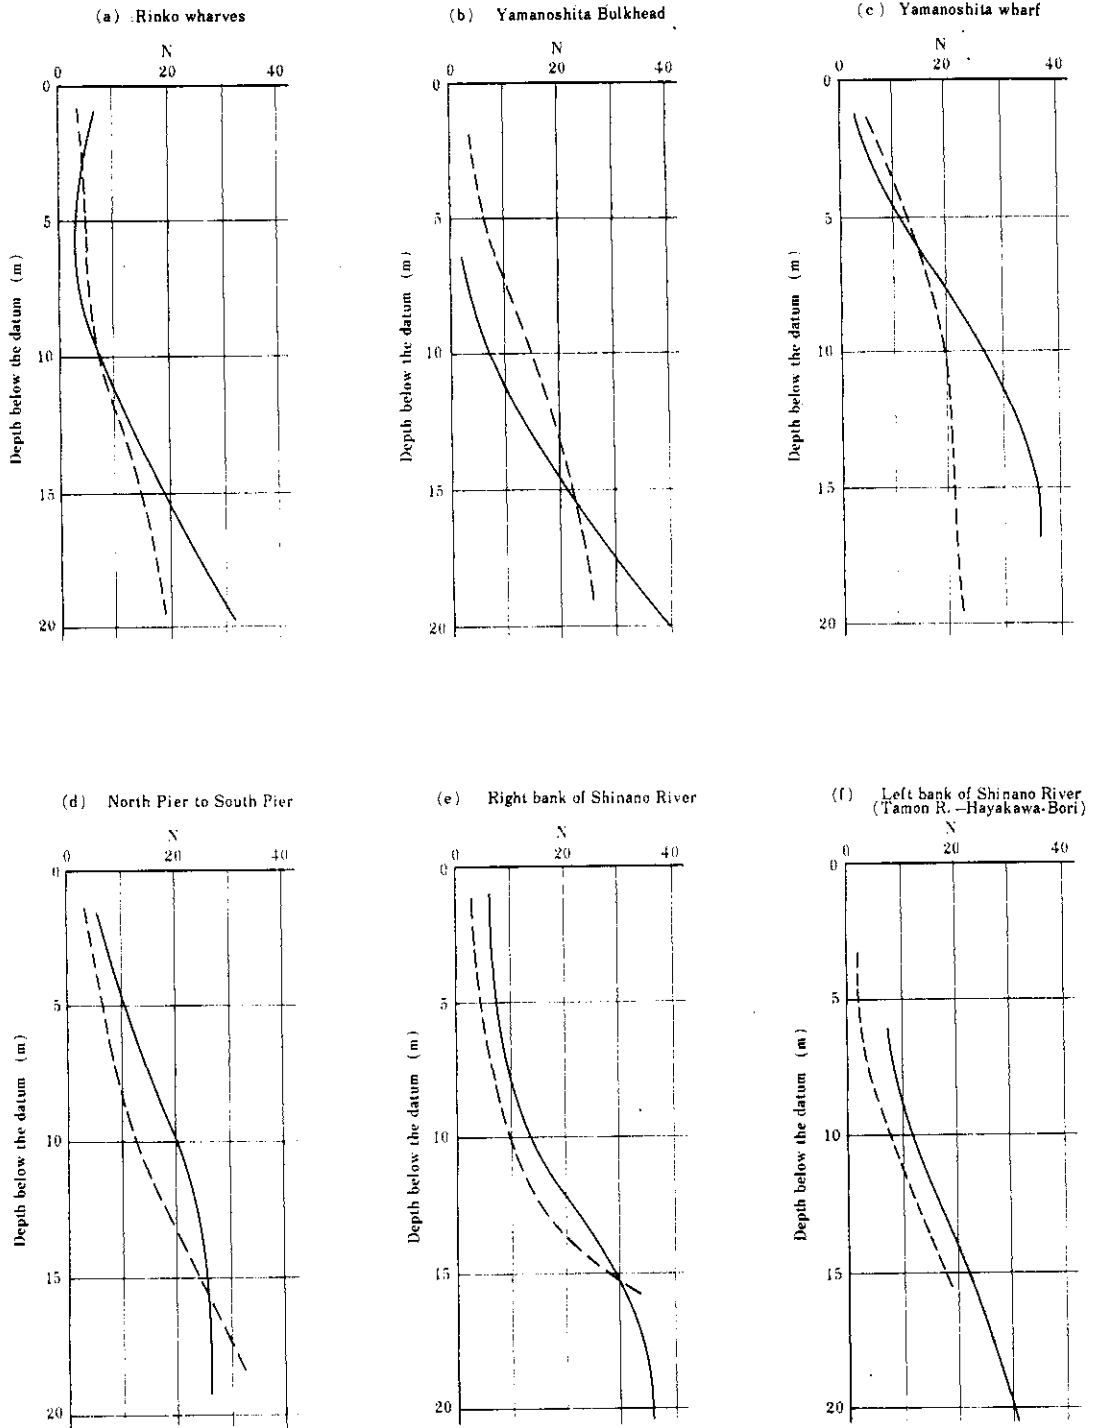 (a) Rinko wharves
N
0 20 40
0
5
10
15
20
Depth below the datum (m)
(b) Yamanoshita Bulkhead
N
0 20 40
0
5
10
15
20
Depth below the datum (m)
(c) Yamanoshita wharf
N
0 20 40
0
5
10
15
20
Depth below the datum (m)
(d) North Pier to South Pier
N
0 20 40
0
5
10
15
20
Depth below the datum (m)
(e) Right bank of Shinano River
N
0 20 40
0
5
10
15
20
Depth below the datum (m)
(f) Left bank of Shinano River
(Tamon R. –Hayakawa-Bori)
N
0 20 40
0
5
10
15
20
Depth below the datum (m)